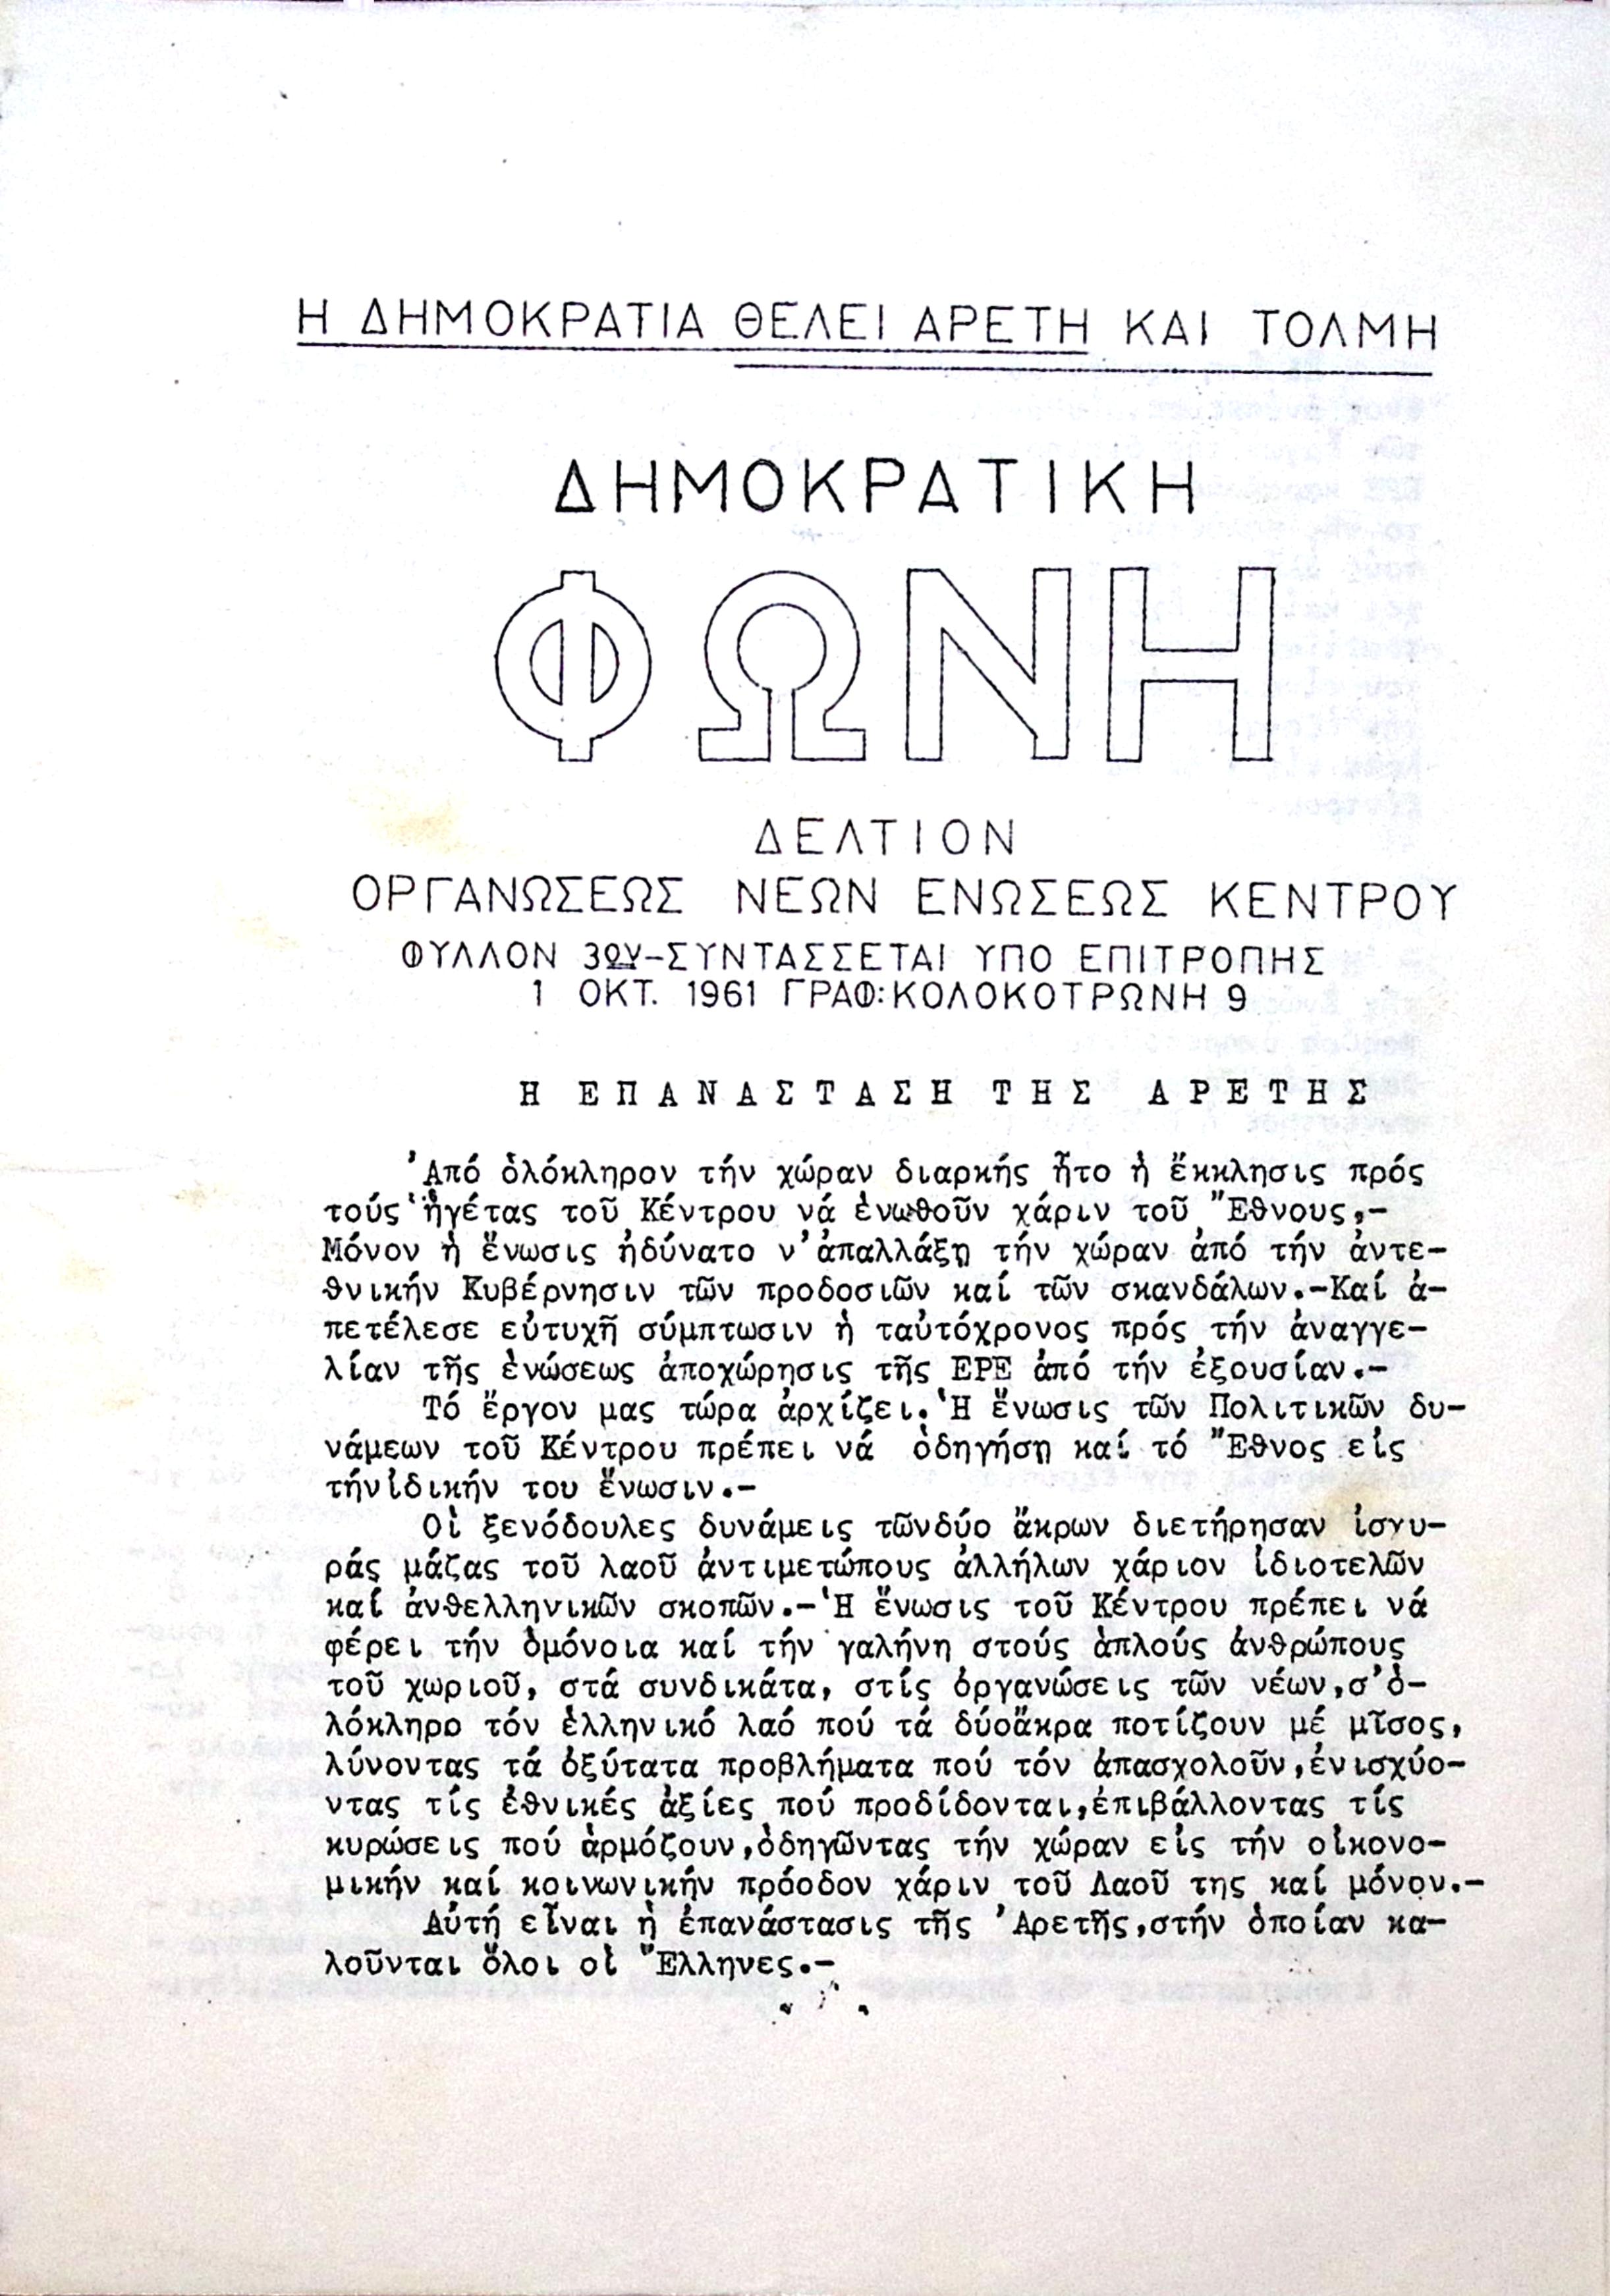 Η ΔΗΜΟΚΡΑΤΙΑ ΘΕΛΕΙ ΑΡΕΤΗ ΚΑΙ ΤΟΛΜΗ
ΔΗΜΟΚΡΑΤΙΚΗ
ΦΩΝΗ
ΔΕΛΤΙΟΝ
ΟΡΓΑΝΩΣΕΩΣ ΝΕΩΝ ΕΝΩΣΕΩΣ ΚΕΝΤΡΟΥ
ΦΥΛΛΟΝ 3ον-ΣΥΝΤΑΣΣΕΤΑΙ ΥΠΟ ΕΠΙΤΡΟΠΗΣ
1 ΟΚΤ. 1961 ΓΡΑΦ:ΚΟΛΟΚΟΤΡΩΝΗ 9
Η ΕΠΑΝΑΣΤΑΣΗ ΤΗΣ ΑΡΕΤΗΣ
Ἀπό ὁλόκληρον τήν χώραν διαρκής ἦτο ἡ ἔκκλησις πρός
τούς ἡγέτας τοῦ Κέντρου νά ἑνωθοῦν χάριν τοῦ Ἔθνους,-
Μόνον ἡ ἕνωσις ἠδύνατο ν'ἀπαλλάξῃ τήν χώραν ἀπό τήν ἀντε-
θνικήν Κυβέρνησιν τῶν προδοσιῶν καί τῶν σκανδάλων.-Καί ἀ-
πετέλεσε εὐτυχῆ σύμπτωσιν ἡ ταὐτόχρονος πρός τήν ἀναγγε-
λίαν τῆς ἑνώσεως ἀποχώρησις τῆς ΕΡΕ ἀπό τήν ἐξουσίαν.-
Τό ἔργον μας τώρα ἀρχίζει.Ἡ ἕνωσις τῶν Πολιτικῶν δυ-
νάμεων τοῦ Κέντρου πρέπει νά ὁδηγήσῃ καί τό Ἔθνος εἰς
τήνἰδικήν του ἕνωσιν.-
Οἱ ξενόδουλες δυνάμεις τῶνδύο ἄκρων διετήρησαν ἰσχυ-
ράς μάζας τοῦ λαοῦ ἀντιμετώπους ἀλλήλων χάριον ἰδιοτελῶν
καί ἀνθελληνικῶν σκοπῶν.-Ἡ ἕνωσις τοῦ Κέντρου πρέπει νά
φέρει τήν ὁμόνοια καί τήν γαλήνη στούς ἁπλούς ἀνθρώπους
τοῦ χωριοῦ, στά συνδικάτα, στίς ὀργανώσεις τῶν νέων,σ'ὁ-
λόκληρο τόν ἑλληνικό λαό πού τά δύοἄκρα ποτίζουν μέ μῖσος,
λύνοντας τά ὀξύτατα προβλήματα πού τόν ἀπασχολοῦν,ἐνισχύο-
ντας τίς ἐθνικές ἀξίες πού προδίδονται,ἐπιβάλλοντας τίς
κυρώσεις πού ἁρμόζουν,ὁδηγῶντας τήν χώραν εἰς τήν οἰκονο-
μικήν καί κοινωνικήν πρόοδον χάριν τοῦ Λαοῦ της καί μόνον.-
Αὐτή εἶναι ἡ ἐπανάστασις τῆς Ἀρετῆς,στήν ὁποίαν κα-
λοῦνται ὅλοι οἱ Ἕλληνες.-